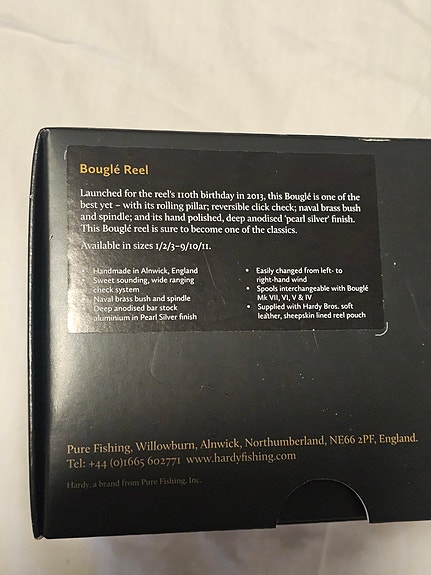 Bouglé Reel
Launched for the reel's 110th birthday in 2013, this Bouglé is one of the
best yet – with its rolling pillar; reversible click check; naval brass bush
and spindle; and its hand polished, deep anodised 'pearl silver' finish.
This Bouglé reel is sure to become one of the classics.
Available in sizes 1/2/3–9/10/11.
• Handmade in Alnwick, England
• Sweet sounding, wide ranging
check system
• Naval brass bush and spindle
• Deep anodised bar stock
aluminium in Pearl Silver finish
• Easily changed from left- to
right-hand wind
• Spools interchangeable with Bouglé
Mk VII, VI, V & IV
• Supplied with Hardy Bros. soft
leather, sheepskin lined reel pouch
Pure Fishing, Willowburn, Alnwick, Northumberland, NE66 2PF, England.
Tel: +44 (0)1665 602771 www.hardyfishing.com
Hardy, a brand from Pure Fishing, Inc.